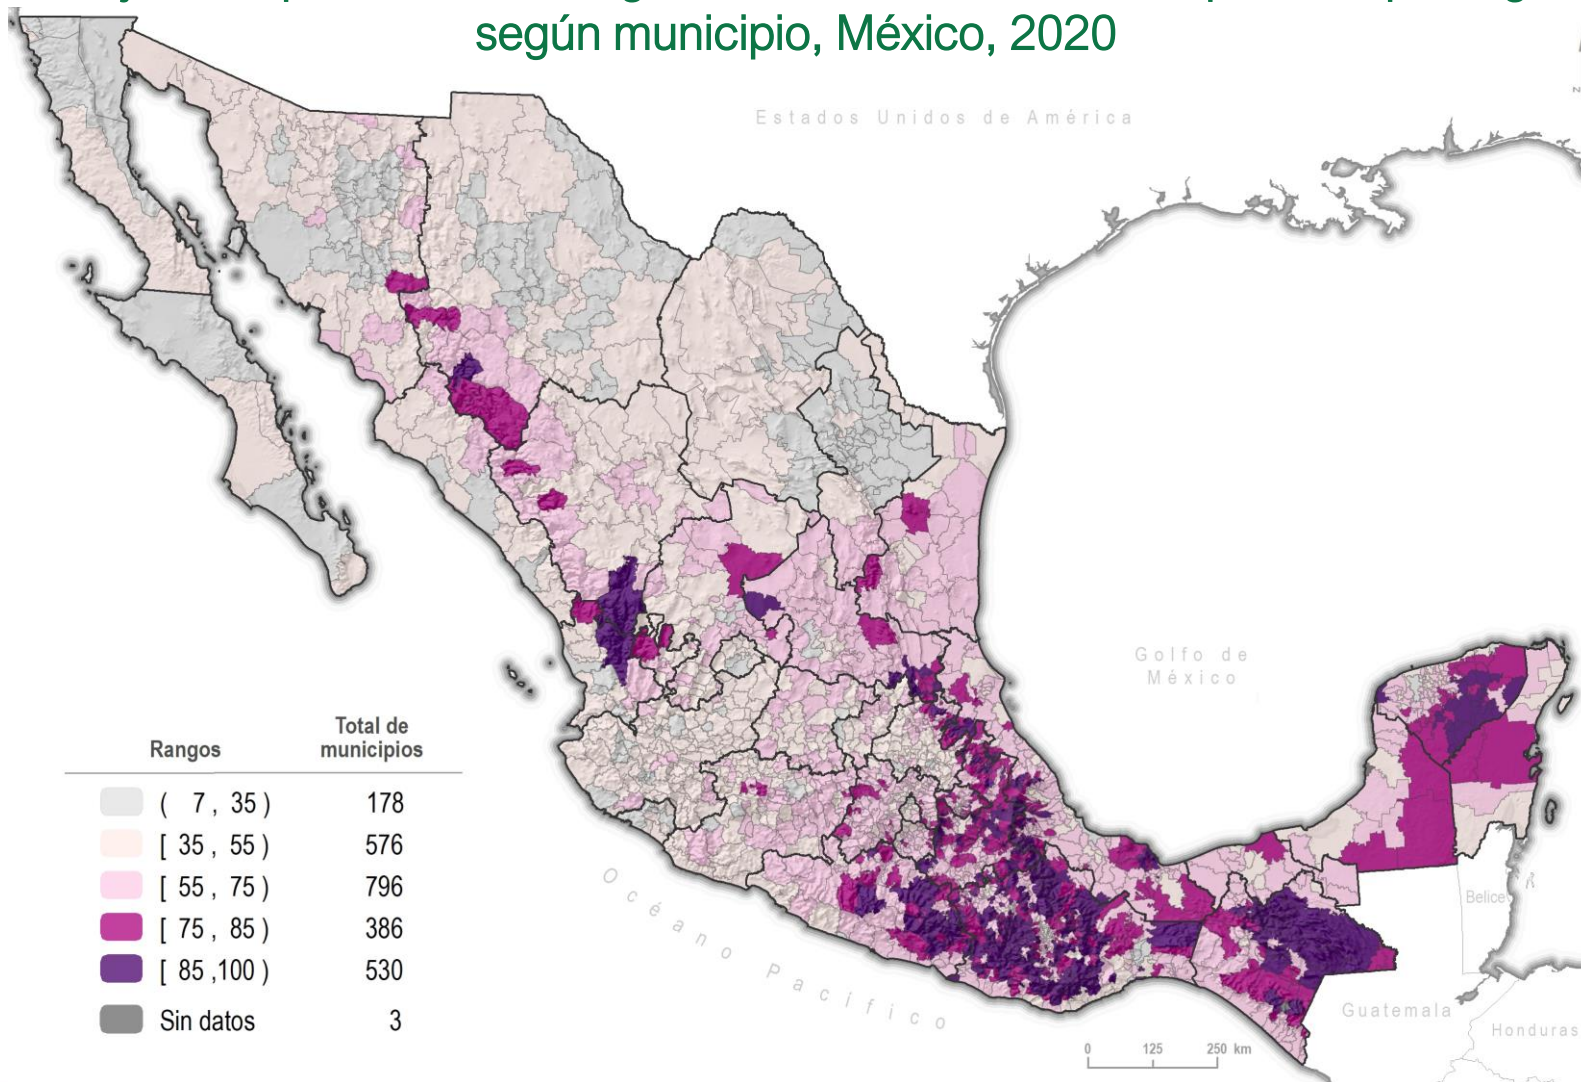 según municipio, México, 2020
Estados Unidos de América
Golfo de
México
Océano Pacífico
Belice
Guatemala
Honduras
Rangos
Total de
municipios
( 7 , 35 ) 178
[ 35 , 55 ) 576
[ 55 , 75 ) 796
[ 75 , 85 ) 386
[ 85 ,100 ) 530
Sin datos 3
0 125 250 km